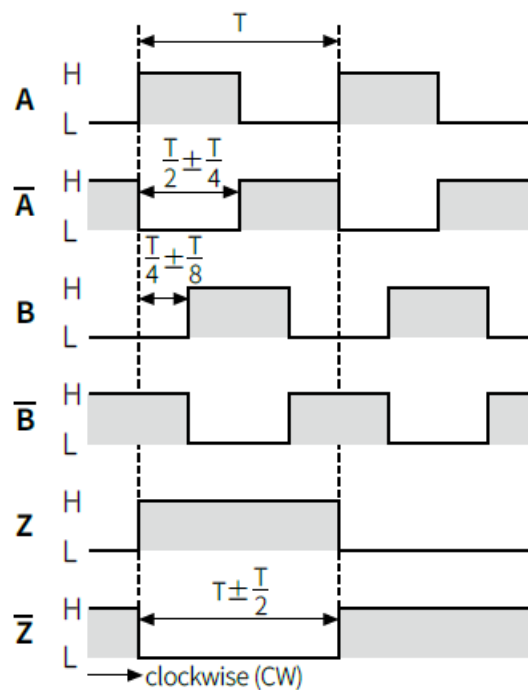 T
A H
L
T/2 ± T/4
A̅ H
L
T/4 ± T/8
B H
L
B̅ H
L
Z H
L
T ± T/2
Z̅ H
L
clockwise (CW)